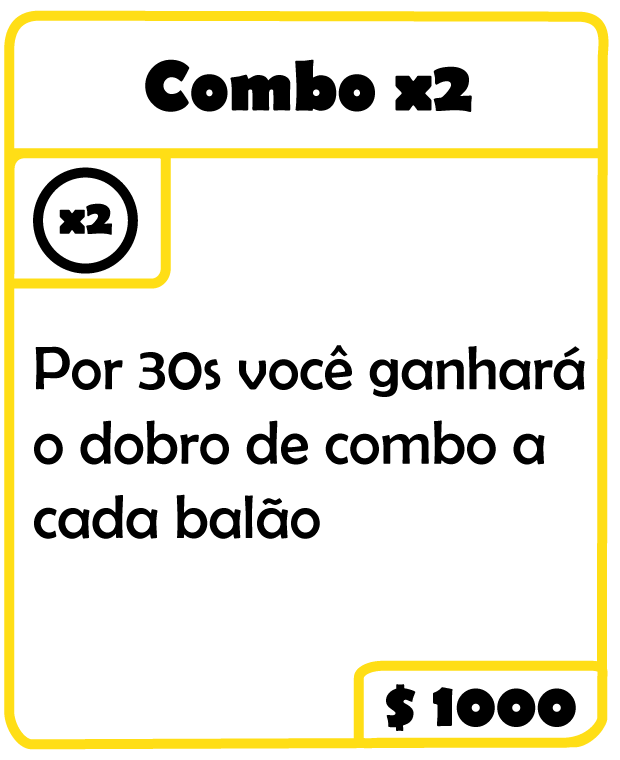 Combo x2
x2
Por 30s você ganhará
o dobro de combo a
cada balão
$ 1000